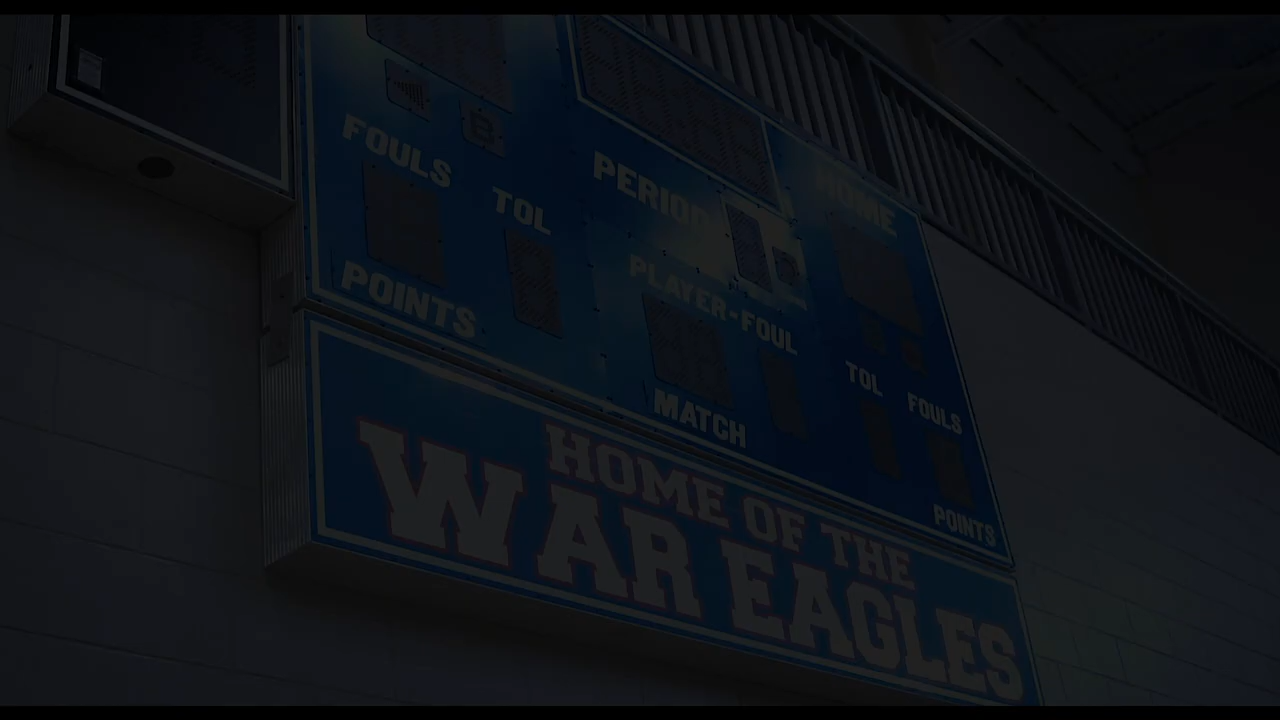 B
FOULS
TOL
POINTS
PERIOD
PLAYER-FOUL
MATCH
HOME
TOL
FOULS
POINTS
HOME OF THE
WAR EAGLES